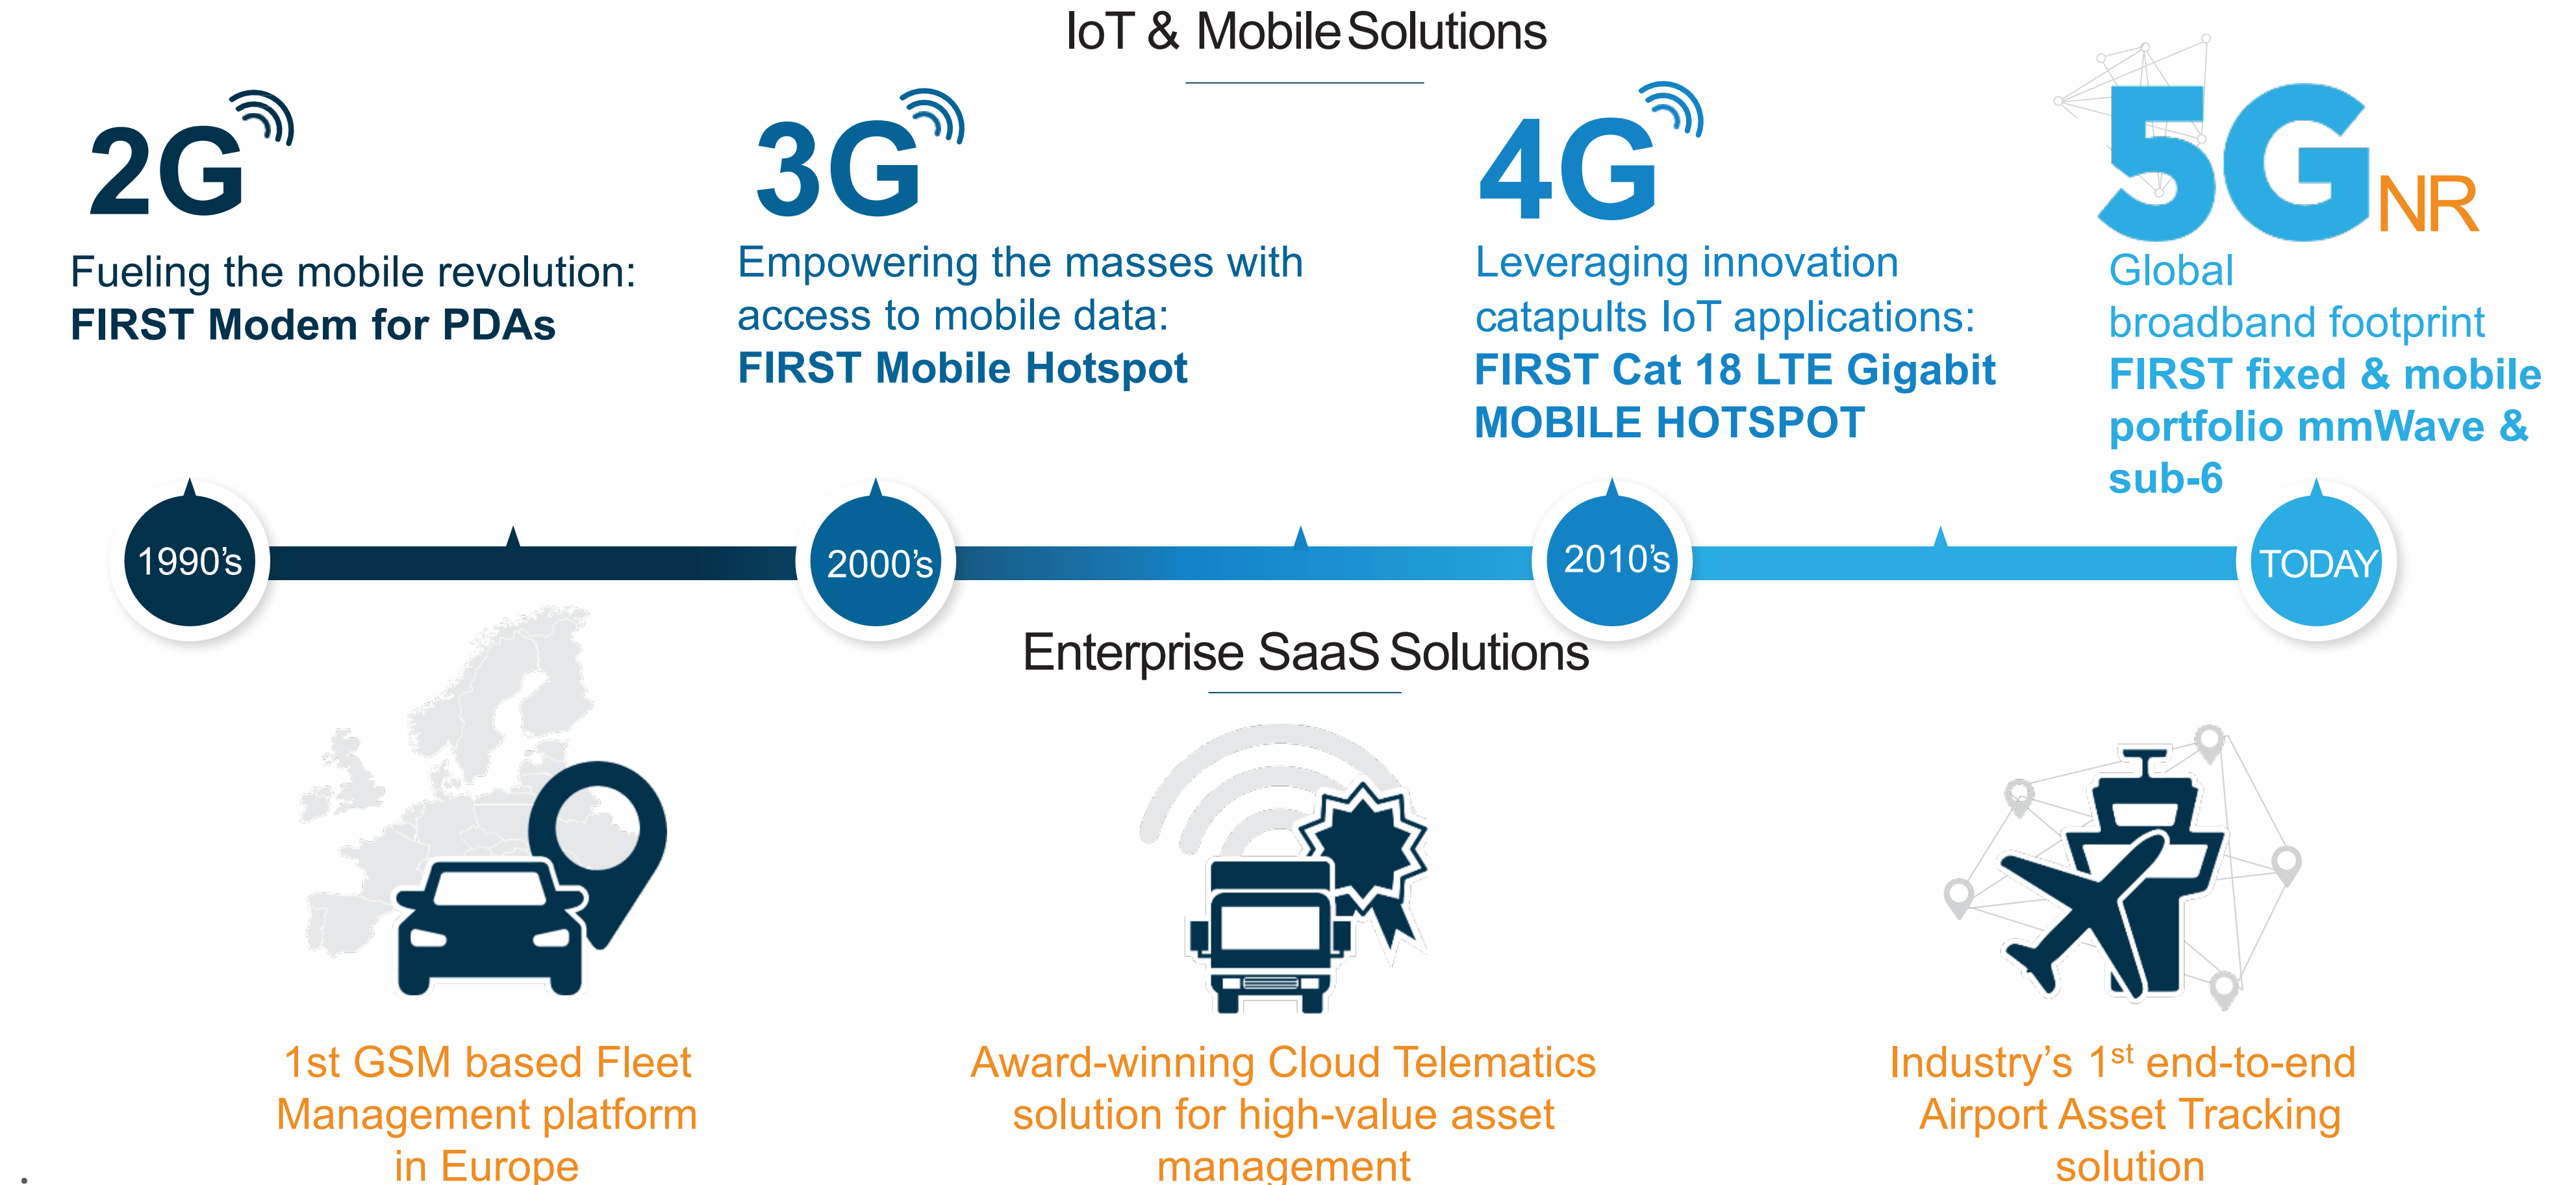 IoT & Mobile Solutions
2G
Fueling the mobile revolution:
FIRST Modem for PDAs
3G
Empowering the masses with
access to mobile data:
FIRST Mobile Hotspot
4G
Leveraging innovation
catapults IoT applications:
FIRST Cat 18 LTE Gigabit
MOBILE HOTSPOT
5G NR
Global
broadband footprint
FIRST fixed & mobile
portfolio mmWave &
sub-6
1990’s
2000’s
2010’s
TODAY
Enterprise SaaS Solutions
1st GSM based Fleet
Management platform
in Europe
Award-winning Cloud Telematics
solution for high-value asset
management
Industry’s 1st end-to-end
Airport Asset Tracking
solution
.